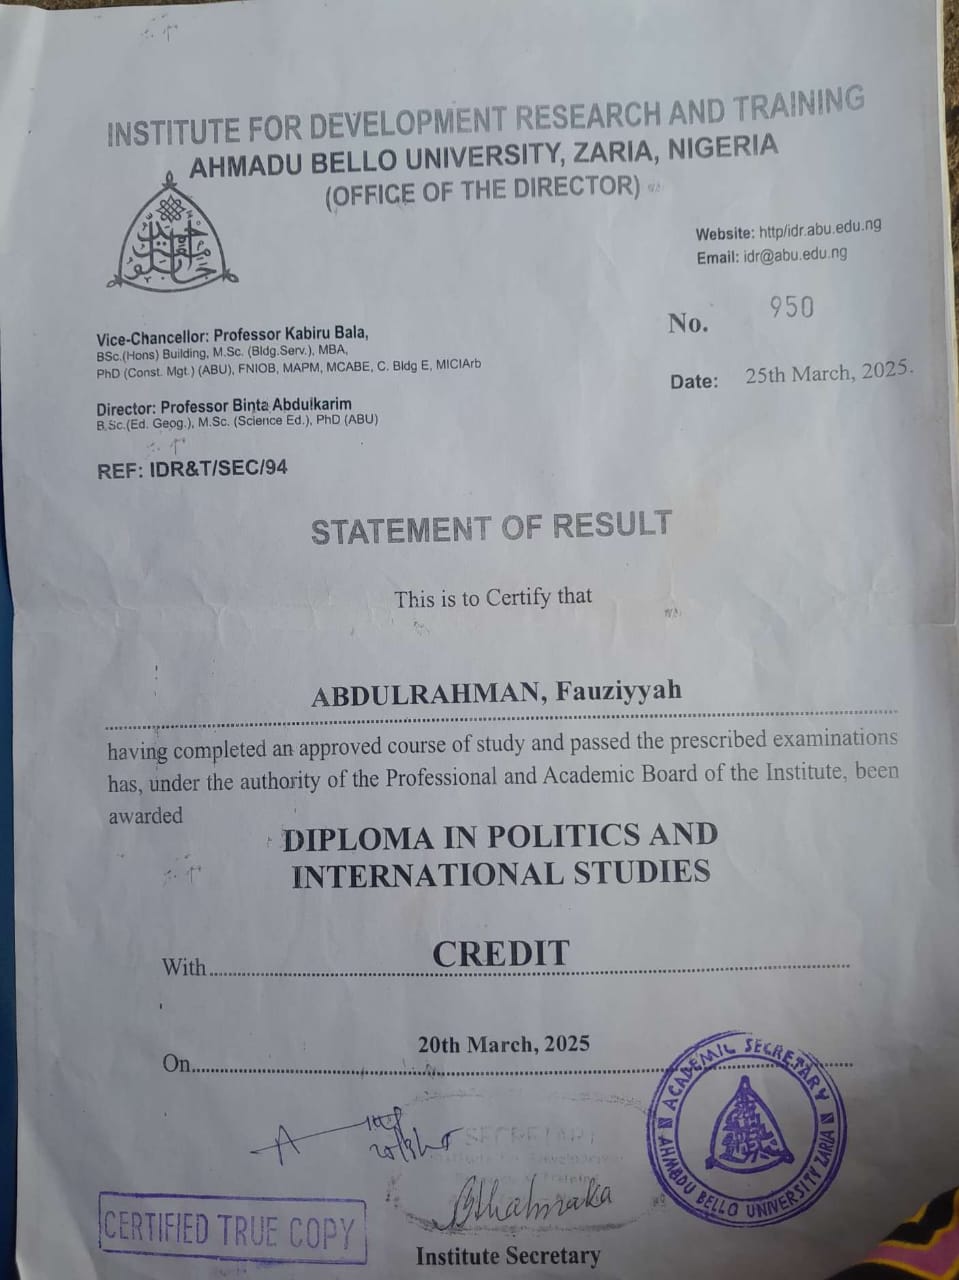 INSTITUTE FOR DEVELOPMENT RESEARCH AND TRAINING
AHMADU BELLO UNIVERSITY, ZARIA, NIGERIA
(OFFICE OF THE DIRECTOR)
Website: http/idr.abu.edu.ng
Email: idr@abu.edu.ng
No. 950
Date: 25th March, 2025.
Vice-Chancellor: Professor Kabiru Bala,
BSc.(Hons) Building, M.Sc. (Bldg.Serv.), MBA,
PhD (Const. Mgt.) (ABU), FNIOB, MAPM, MCABE, C. Bldg E, MICIArb
Director: Professor Binta Abdulkarim
B.Sc.(Ed. Geog.), M.Sc. (Science Ed.), PhD (ABU)
REF: IDR&T/SEC/94
STATEMENT OF RESULT
This is to Certify that
ABDULRAHMAN, Fauziyyah
having completed an approved course of study and passed the prescribed examinations
has, under the authority of the Professional and Academic Board of the Institute, been
awarded
DIPLOMA IN POLITICS AND
INTERNATIONAL STUDIES
With CREDIT
On 20th March, 2025
ACADEMIC SECRETARY
AHMADU BELLO UNIVERSITY ZARIA
SECRETARY
CERTIFIED TRUE COPY
Institute Secretary